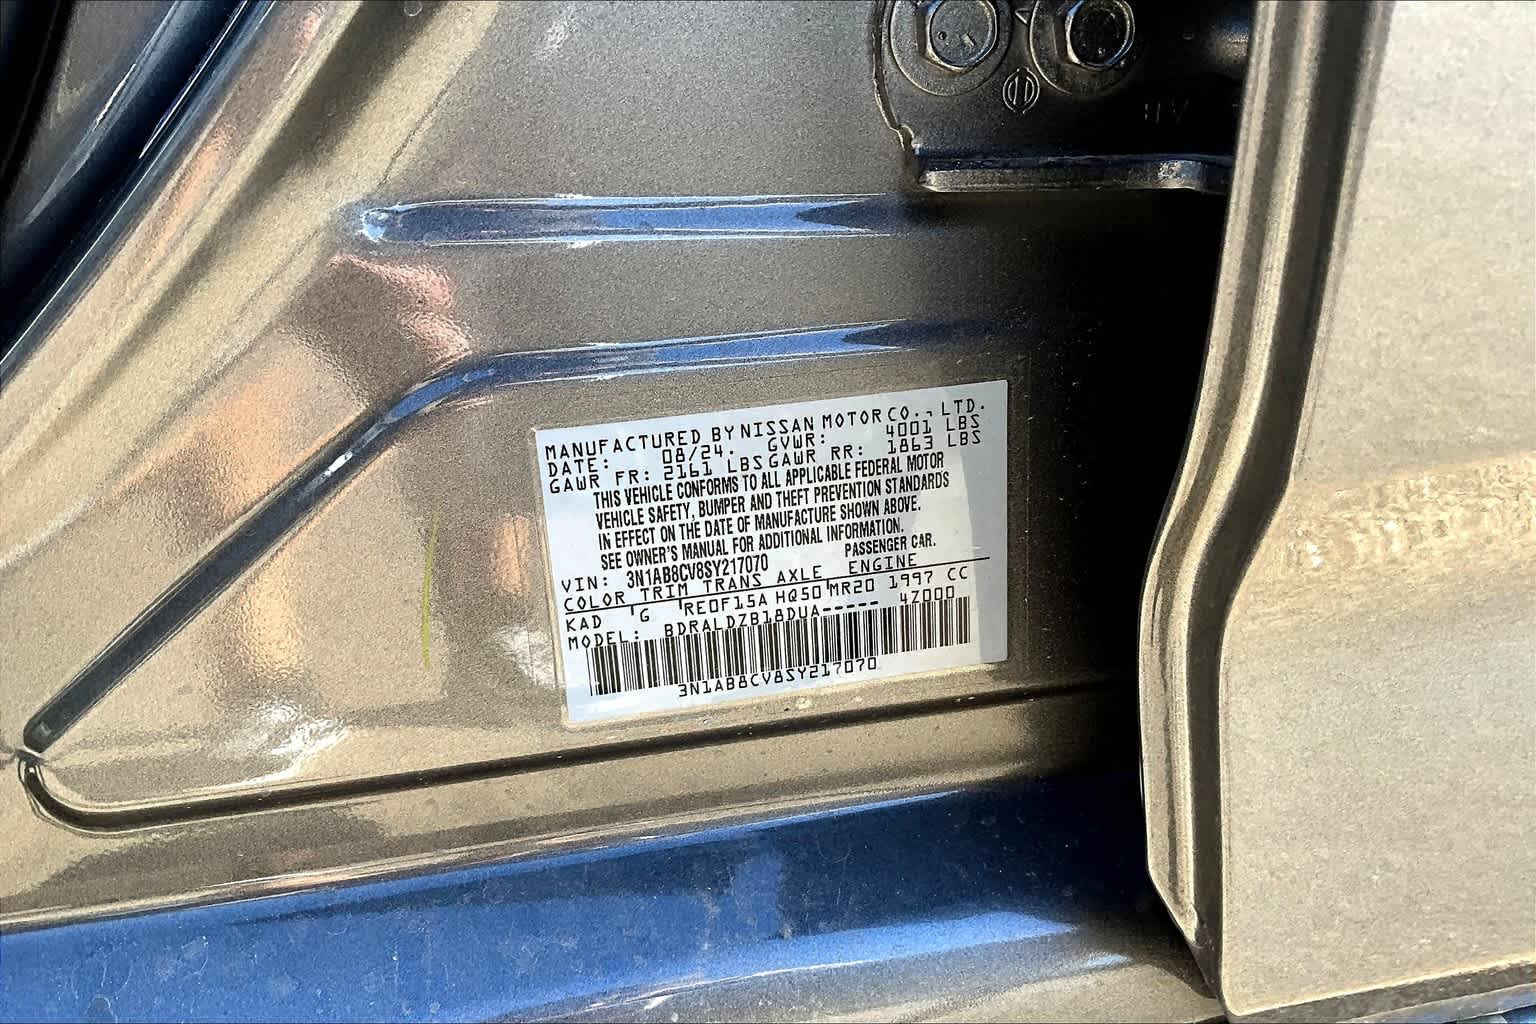 MANUFACTURED BY NISSAN MOTOR CO., LTD.
DATE: 08/24. GVWR: 4001 LBS
GAWR FR: 2161 LBS GAWR RR: 1863 LBS
THIS VEHICLE CONFORMS TO ALL APPLICABLE FEDERAL MOTOR
VEHICLE SAFETY, BUMPER AND THEFT PREVENTION STANDARDS
IN EFFECT ON THE DATE OF MANUFACTURE SHOWN ABOVE.
SEE OWNER'S MANUAL FOR ADDITIONAL INFORMATION.
VIN: 3N1AB8CV8SY217070 PASSENGER CAR.
COLOR TRIM TRANS AXLE ENGINE
KAD G RE0F15A HQ50 MR20 1997 CC
MODEL: BDRALDZB18DUA----- 4Z000
3N1AB8CV8SY217070